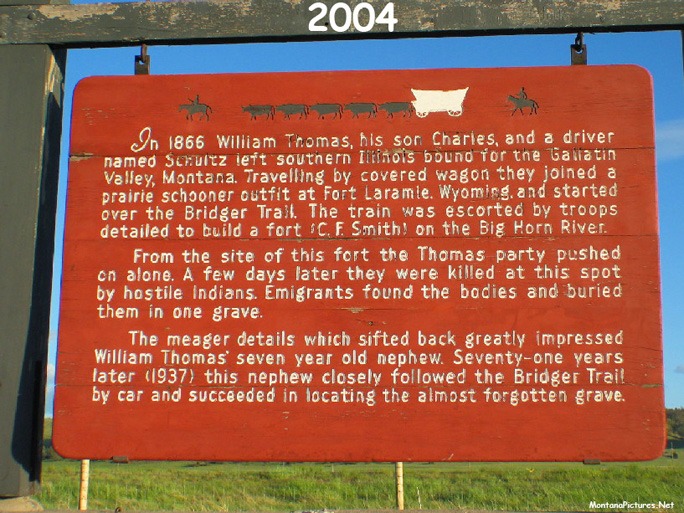 2004
In 1866 William Thomas, his son Charles, and a driver
named Schultz left southern Illinois bound for the Gallatin
Valley, Montana. Travelling by covered wagon they joined a
prairie schooner outfit at Fort Laramie, Wyoming, and started
over the Bridger Trail. The train was escorted by troops
detailed to build a fort (C. F. Smith) on the Big Horn River.
From the site of this fort the Thomas party pushed
on alone. A few days later they were killed at this spot
by hostile Indians. Emigrants found the bodies and buried
them in one grave.
The meager details which sifted back greatly impressed
William Thomas' seven year old nephew. Seventy-one years
later (1937) this nephew closely followed the Bridger Trail
by car and succeeded in locating the almost forgotten grave.
MontanaPictures.Net